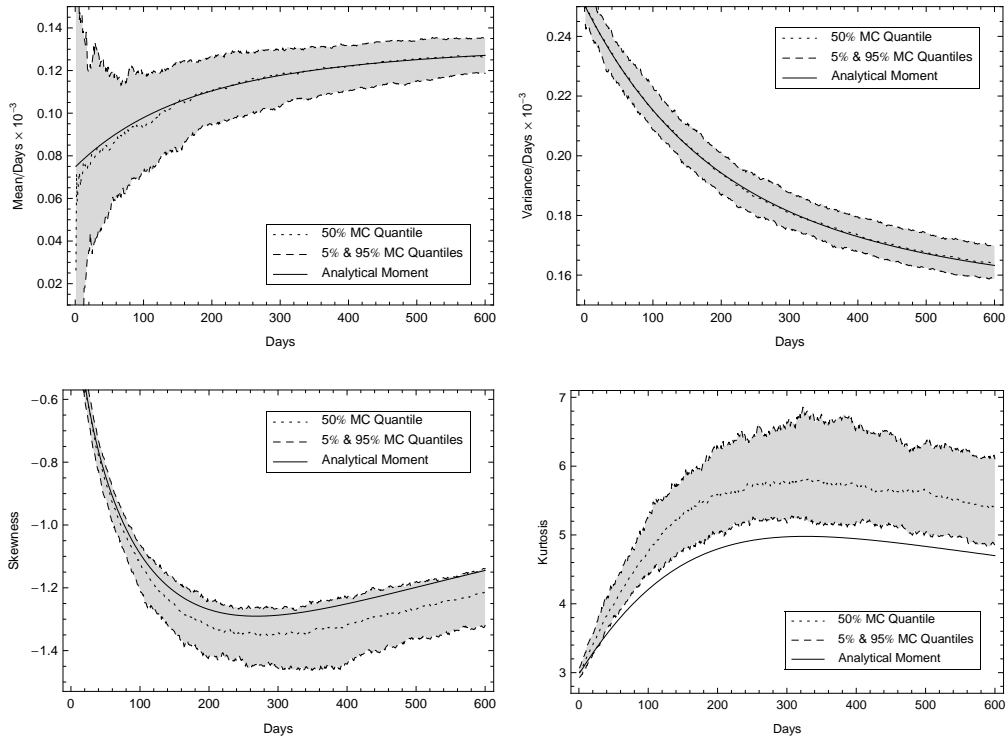 Mean/Days × 10⁻³
0.14
0.12
0.10
0.08
0.06
0.04
0.02
0
100
200
300
400
500
600
Days
50% MC Quantile
5% & 95% MC Quantiles
Analytical Moment
Variance/Days × 10⁻³
0.24
0.22
0.20
0.18
0.16
0
100
200
300
400
500
600
Days
50% MC Quantile
5% & 95% MC Quantiles
Analytical Moment
Skewness
−0.6
−0.8
−1.0
−1.2
−1.4
0
100
200
300
400
500
600
Days
50% MC Quantile
5% & 95% MC Quantiles
Analytical Moment
Kurtosis
7
6
5
4
3
0
100
200
300
400
500
600
Days
50% MC Quantile
5% & 95% MC Quantiles
Analytical Moment